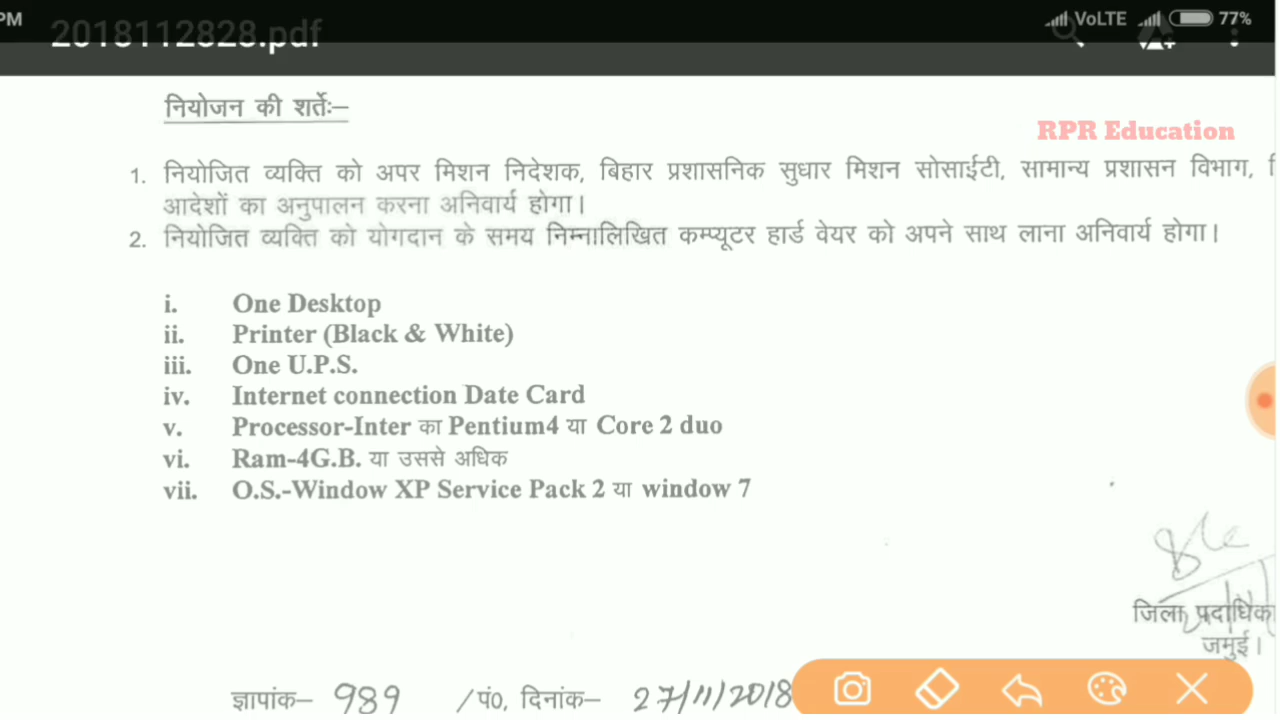 PM
VoLTE 77%
2018112828.pdf
नियोजन की शर्तेः—
RPR Education
1. नियोजित व्यक्ति को अपर मिशन निदेशक, बिहार प्रशासनिक सुधार मिशन सोसाईटी, सामान्य प्रशासन विभाग,
आदेशों का अनुपालन करना अनिवार्य होगा।
2. नियोजित व्यक्ति को योगदान के समय निम्नालिखित कम्प्यूटर हार्ड वेयर को अपने साथ लाना अनिवार्य होगा।
i. One Desktop
ii. Printer (Black & White)
iii. One U.P.S.
iv. Internet connection Date Card
v. Processor-Inter का Pentium4 या Core 2 duo
vi. Ram-4G.B. या उससे अधिक
vii. O.S.-Window XP Service Pack 2 या window 7
जिला पदाधिक
जमुई।
ज्ञापांक— 989 /पं०, दिनांक— 27/11/2018